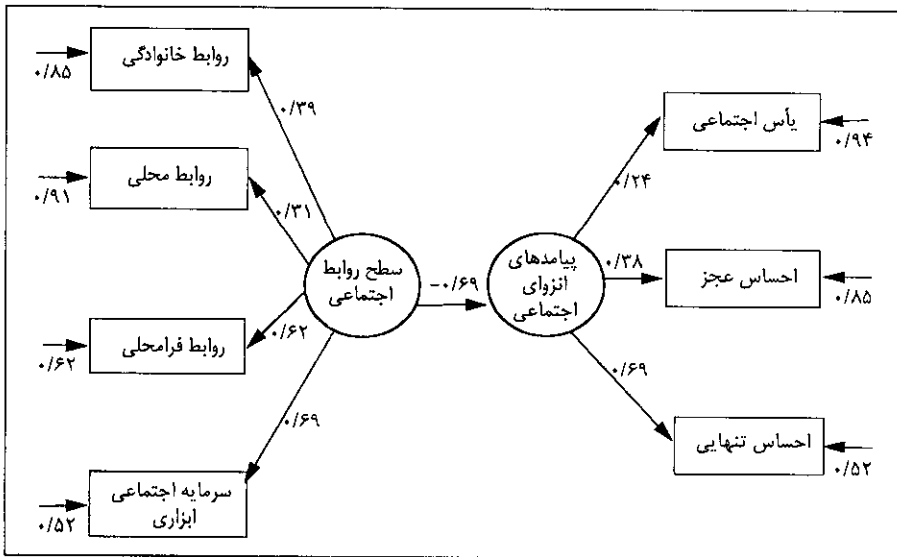 روابط خانوادگی
۰/۸۵
۰/۳۹
یأس اجتماعی
۰/۹۴
۰/۲۴
روابط محلی
۰/۹۱
۰/۳۱
سطح روابط
اجتماعی
-۰/۶۹
پیامدهای
انزوای
اجتماعی
۰/۳۸
احساس عجز
۰/۸۵
روابط فرامحلی
۰/۶۲
۰/۶۲
۰/۶۹
۰/۶۹
احساس تنهایی
۰/۵۲
سرمایه اجتماعی
ابزاری
۰/۵۲